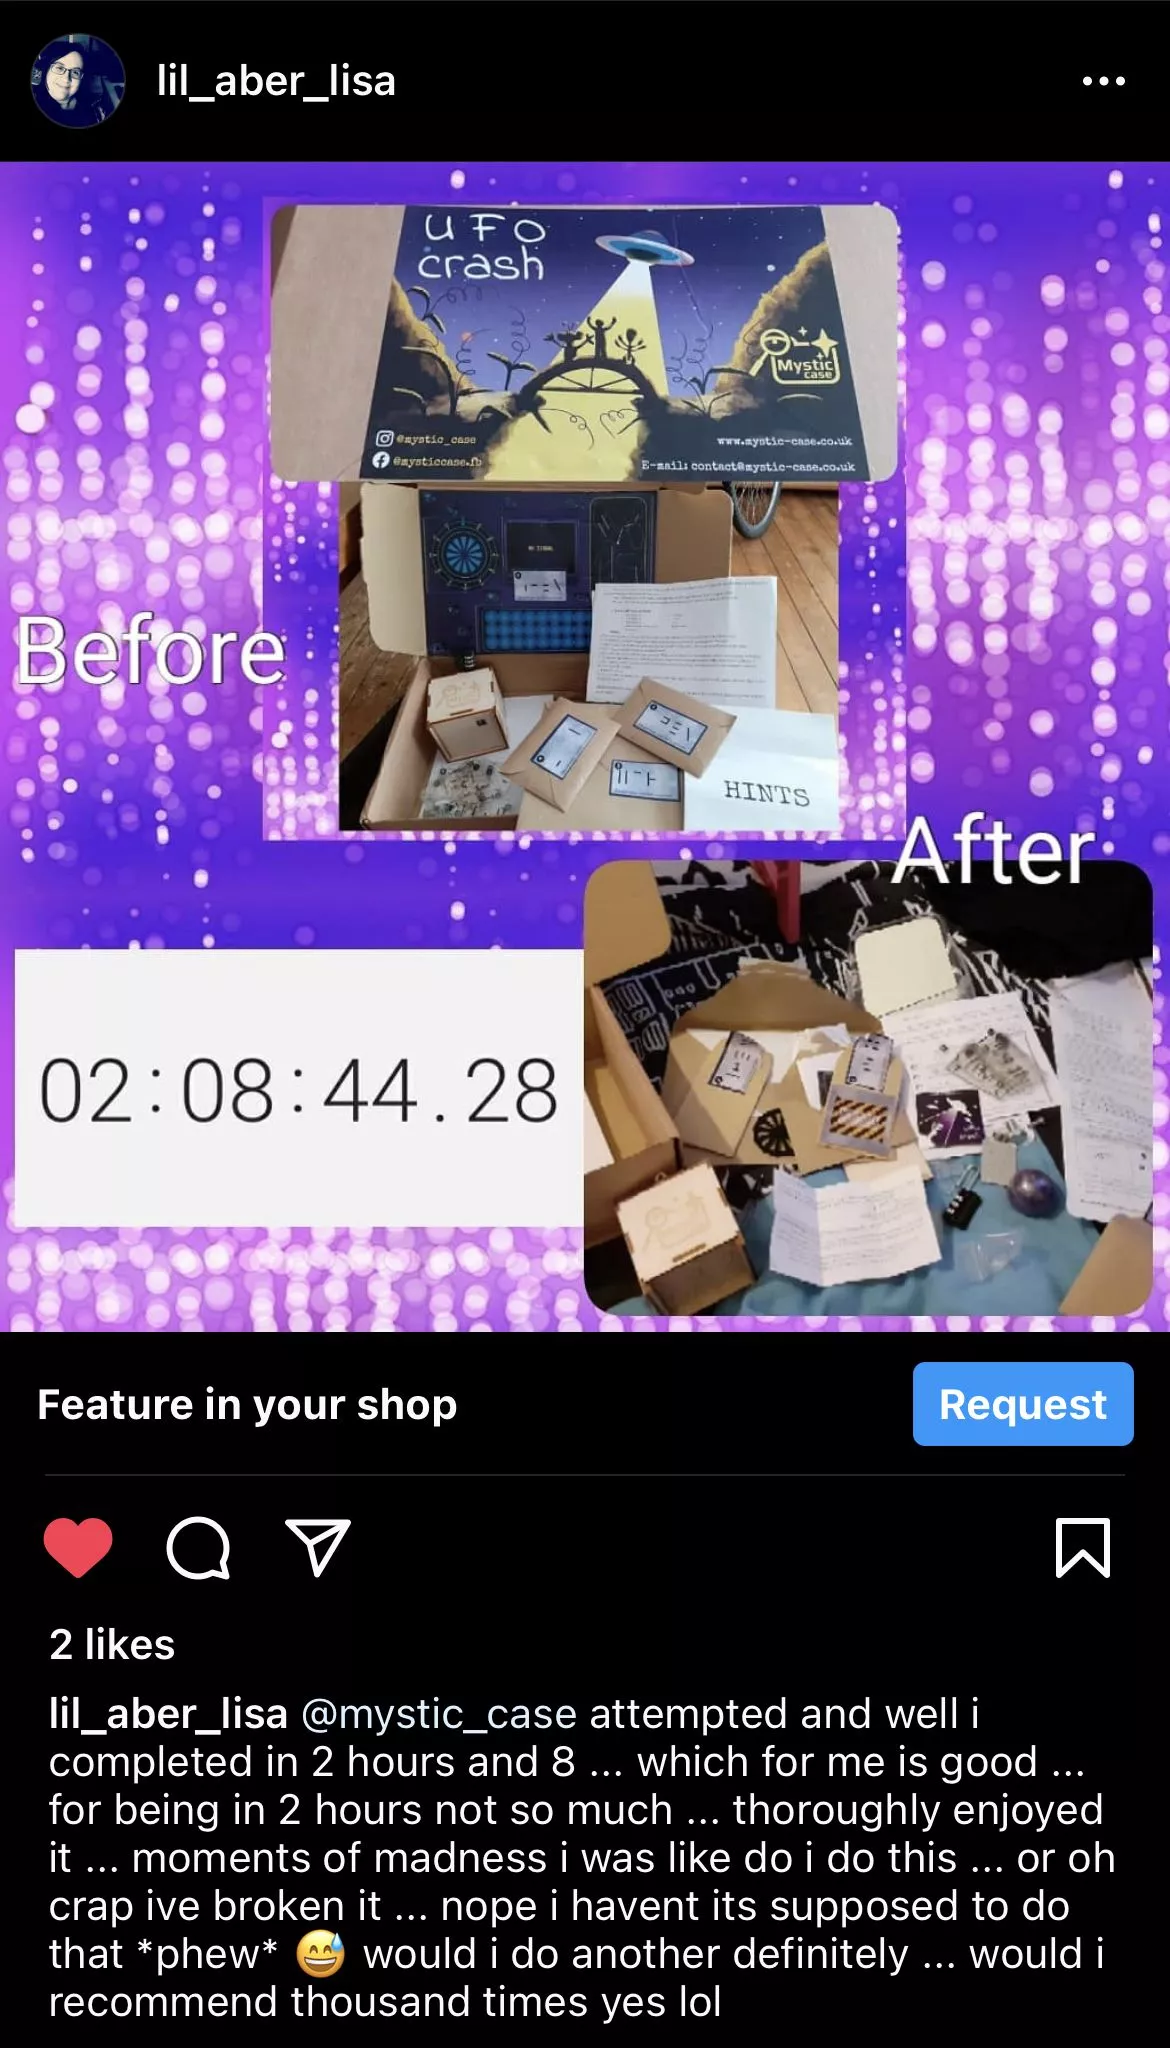 lil_aber_lisa
UFO
crash
Mystic
case
@mystic_case
@mysticcase.fb
www.mystic-case.co.uk
E-mail: contact@mystic-case.co.uk
Before
HINTS
After
02:08:44.28
Feature in your shop
Request
2 likes
lil_aber_lisa @mystic_case attempted and well i
completed in 2 hours and 8 ... which for me is good ...
for being in 2 hours not so much ... thoroughly enjoyed
it ... moments of madness i was like do i do this ... or oh
crap ive broken it ... nope i havent its supposed to do
that *phew* 😅 would i do another definitely ... would i
recommend thousand times yes lol